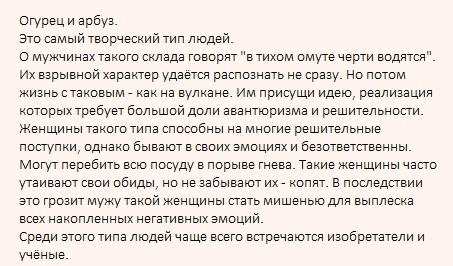 Огурец и арбуз.
Это самый творческий тип людей.
О мужчинах такого склада говорят "в тихом омуте черти водятся".
Их взрывной характер удаётся распознать не сразу. Но потом
жизнь с таковым - как на вулкане. Им присущи идею, реализация
которых требует большой доли авантюризма и решительности.
Женщины такого типа способны на многие решительные
поступки, однако бывают в своих эмоциях и безответственны.
Могут перебить всю посуду в порыве гнева. Такие женщины часто
утаивают свои обиды, но не забывают их - копят. В последствии
это грозит мужу такой женщины стать мишенью для выплеска
всех накопленных негативных эмоций.
Среди этого типа людей чаще всего встречаются изобретатели и
учёные.